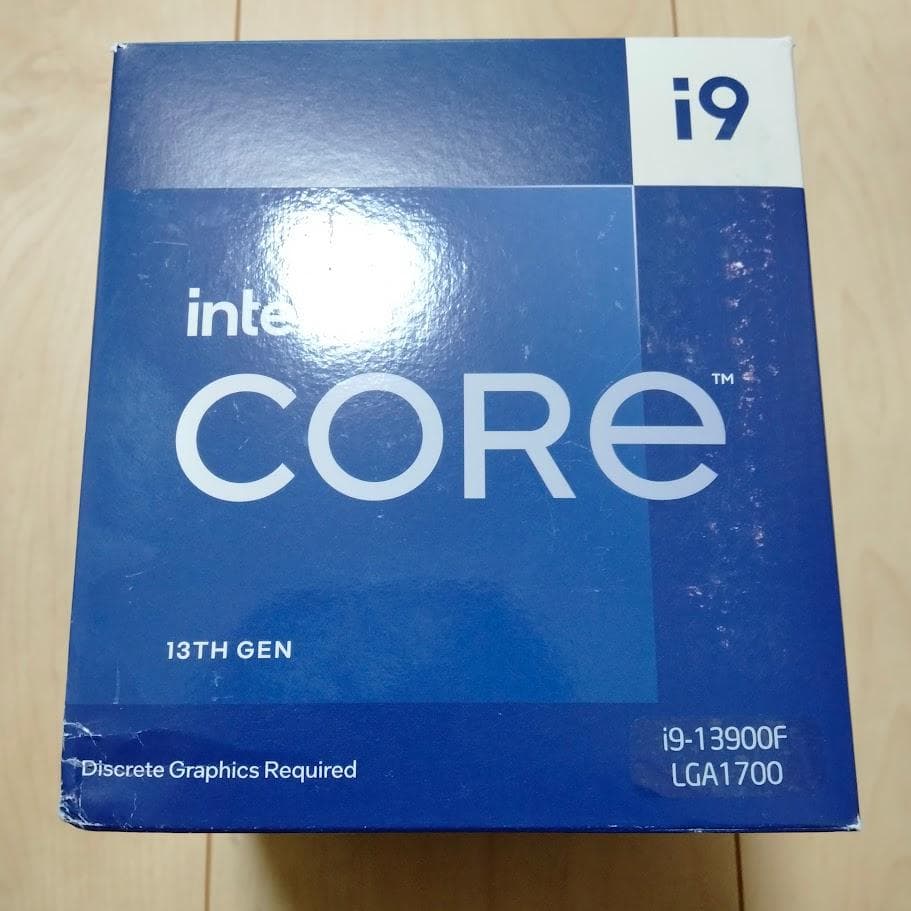 i9
inte
CORE™
13TH GEN
Discrete Graphics Required
i9-13900F
LGA1700